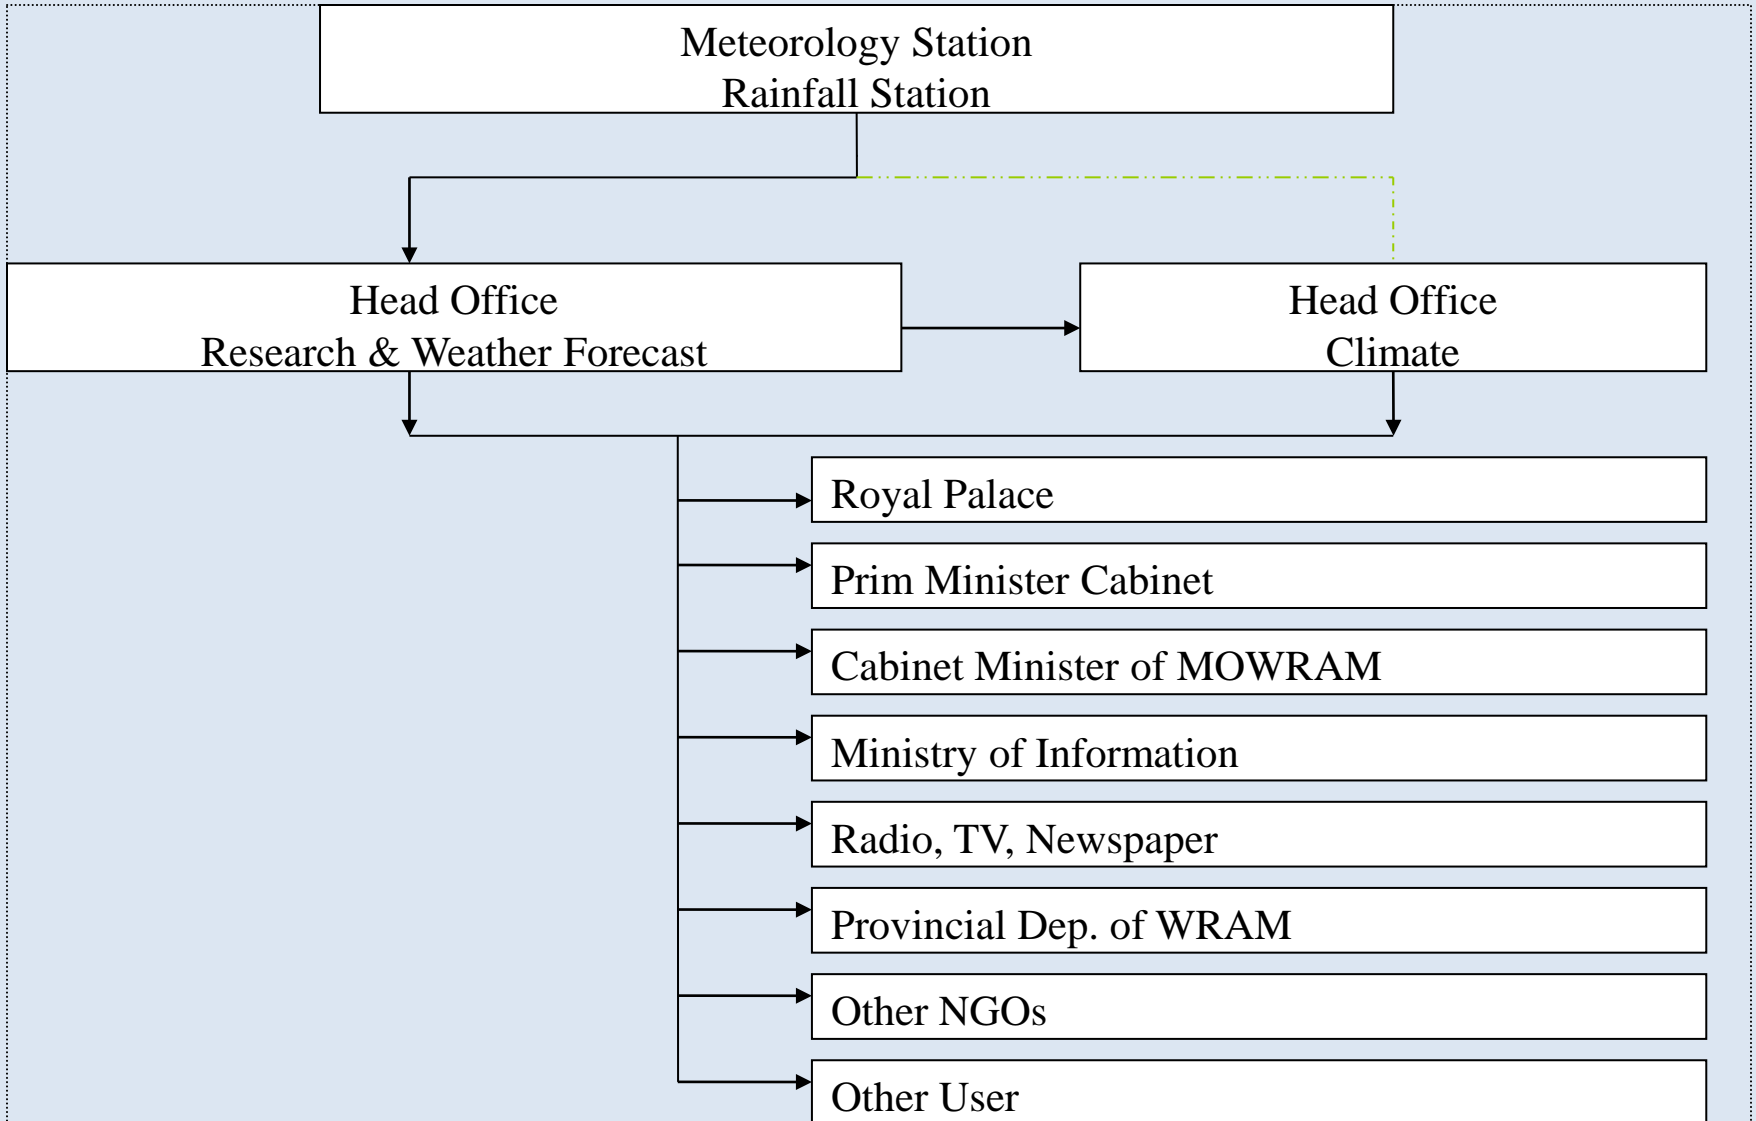 Meteorology Station
Rainfall Station
Head Office
Research & Weather Forecast
Head Office
Climate
Royal Palace
Prim Minister Cabinet
Cabinet Minister of MOWRAM
Ministry of Information
Radio, TV, Newspaper
Provincial Dep. of WRAM
Other NGOs
Other User